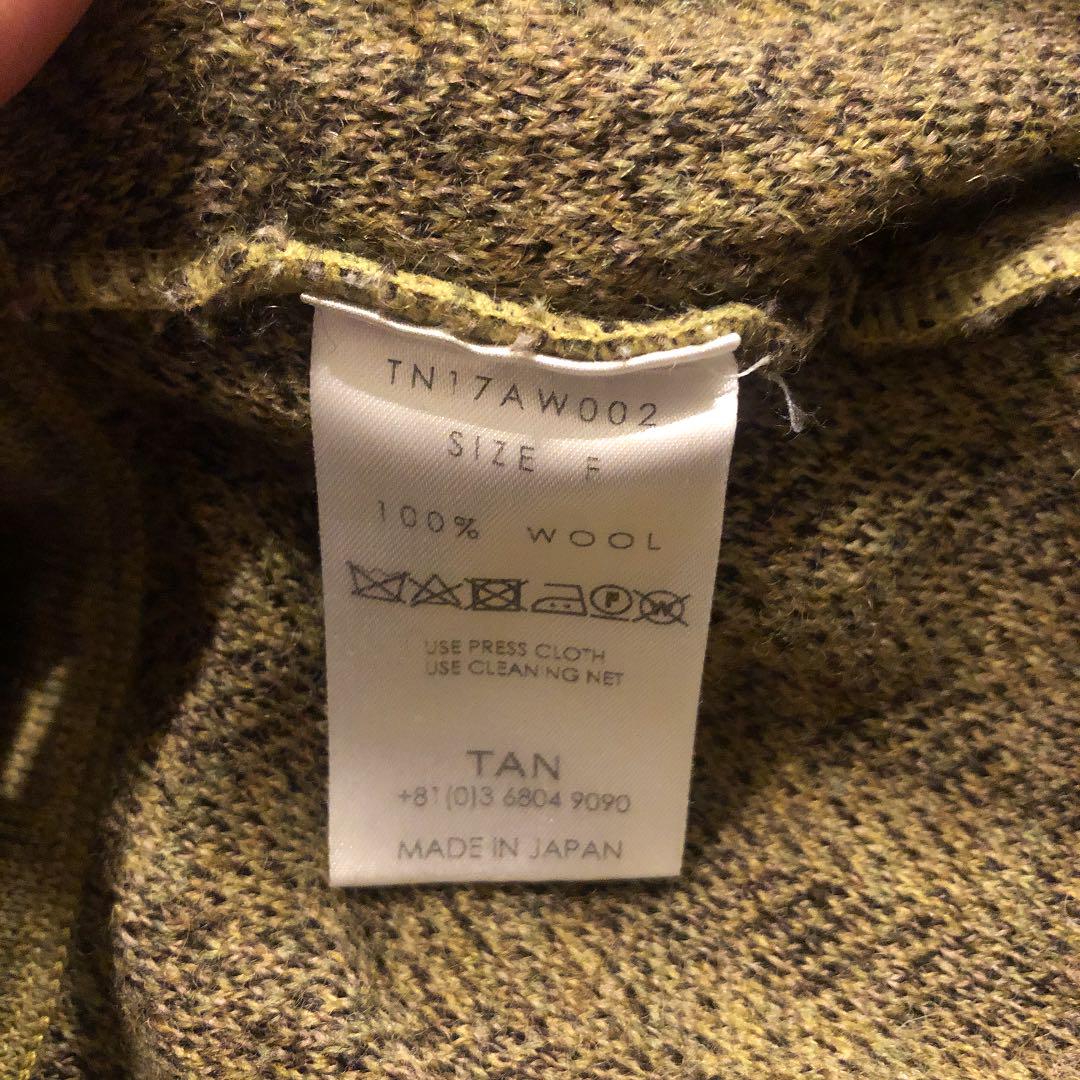 TN17AW002
SIZE F
100% WOOL
P W
USE PRESS CLOTH
USE CLEANING NET
TAN
+81(0)3 6804 9090
MADE IN JAPAN